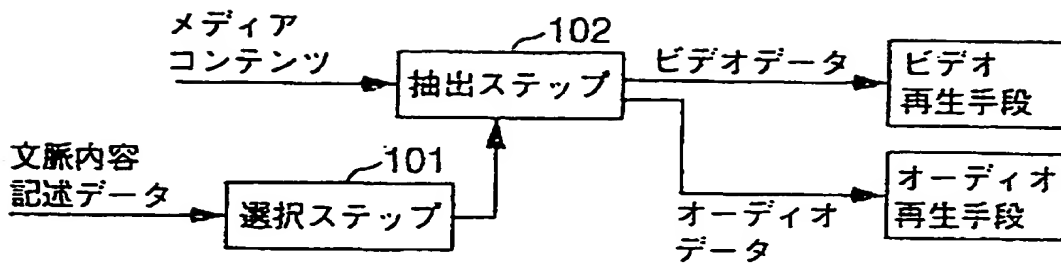 メディア
コンテンツ
102
抽出ステップ
ビデオデータ
ビデオ
再生手段
文脈内容
記述データ
101
選択ステップ
オーディオ
データ
オーディオ
再生手段